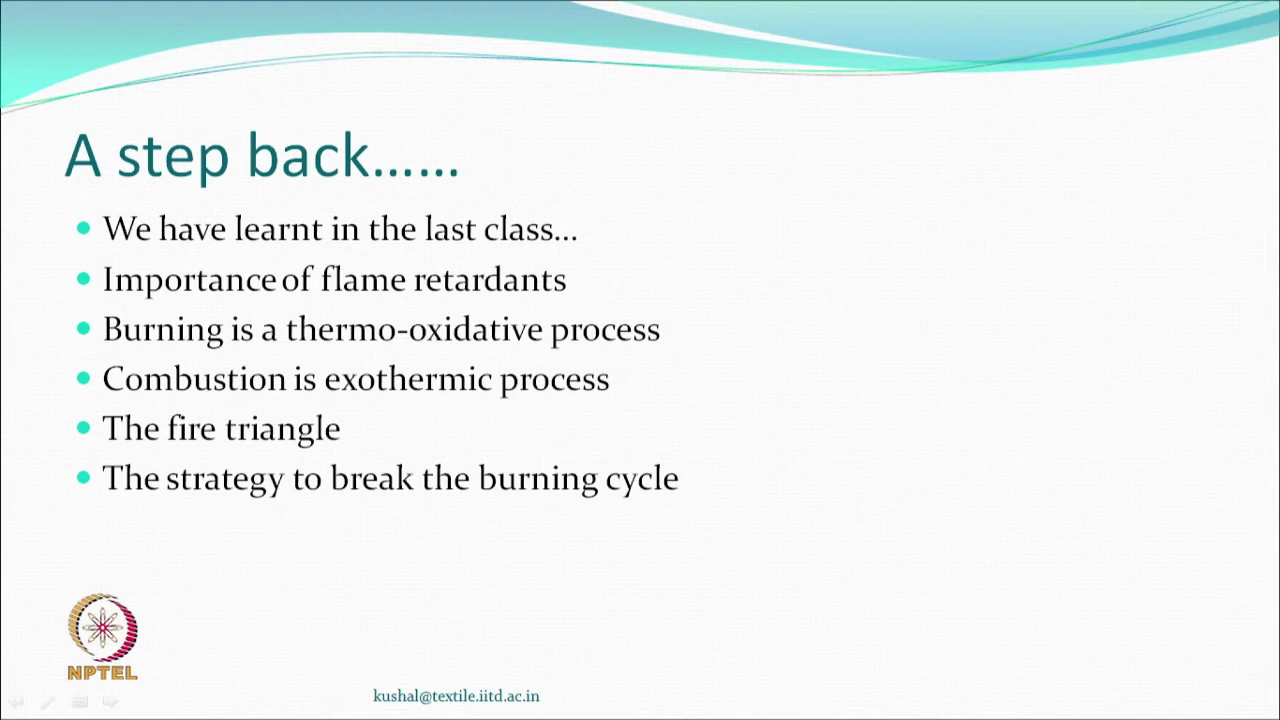 A step back......
We have learnt in the last class...
Importance of flame retardants
Burning is a thermo-oxidative process
Combustion is exothermic process
The fire triangle
The strategy to break the burning cycle
NPTEL
kushal@textile.iitd.ac.in